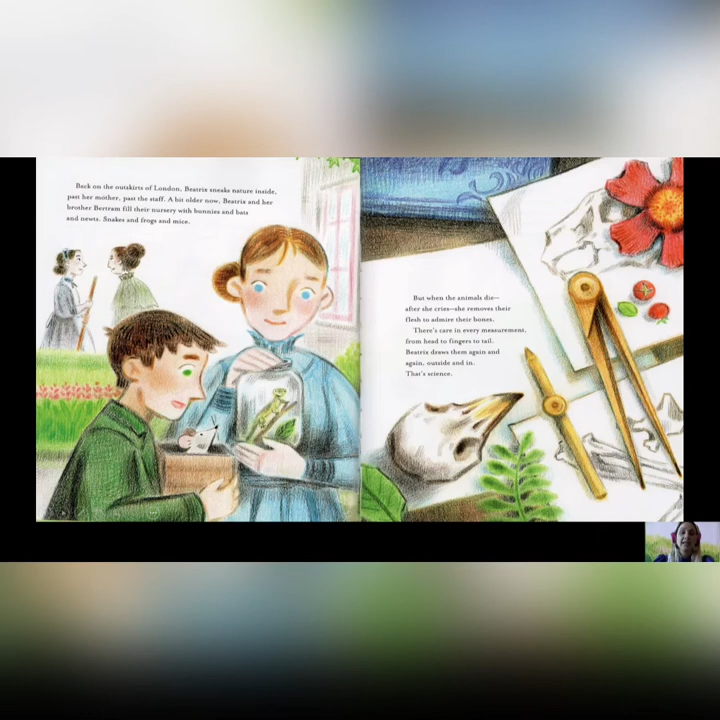 Back on the outskirts of London, Beatrix sneaks nature inside,
past her mother, past the staff. A bit older now, Beatrix and her
brother Bertram fill their nursery with bunnies and bats
and newts. Snakes and frogs and mice.
But when the animals die—
after she cries—she removes their
flesh to admire their bones.
There's care in every measurement,
from head to fingers to tail.
Beatrix draws them again and
again, outside and in.
That's science.